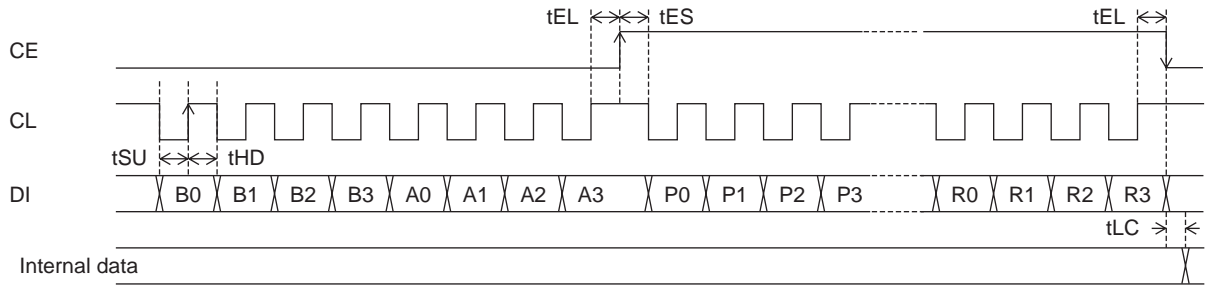 tEL tES tEL
CE
CL
tSU tHD
DI B0 B1 B2 B3 A0 A1 A2 A3 P0 P1 P2 P3 R0 R1 R2 R3
tLC
Internal data